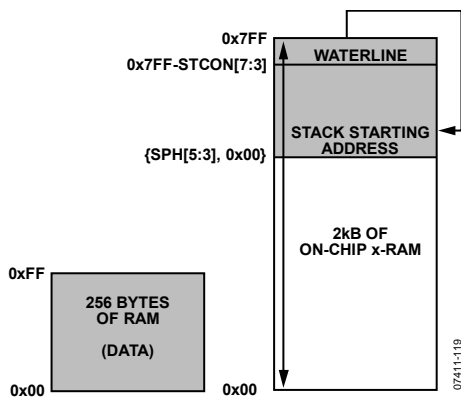 0x7FF
WATERLINE
0x7FF-STCON[7:3]
STACK STARTING
ADDRESS
{SPH[5:3], 0x00}
2kB OF
ON-CHIP x-RAM
0xFF
256 BYTES
OF RAM
(DATA)
0x00
0x00
07411-119